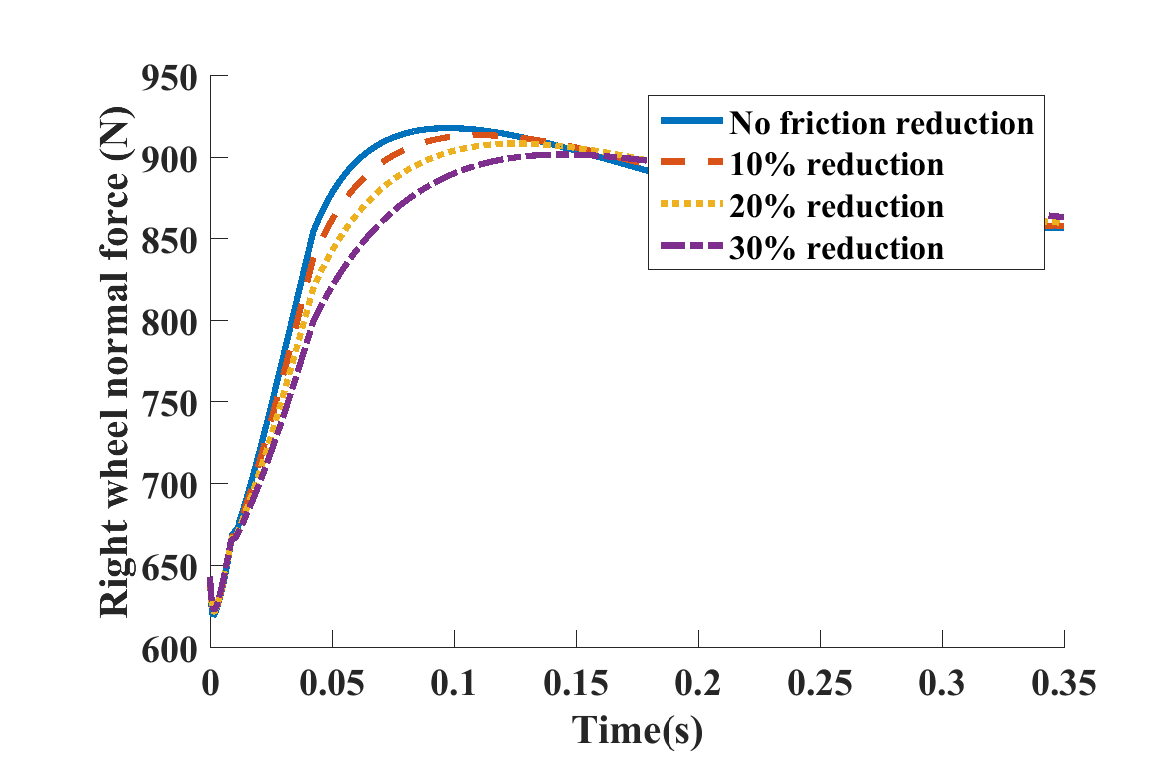 Right wheel normal force (N)
950
900
850
800
750
700
650
600
No friction reduction
10% reduction
20% reduction
30% reduction
0 0.05 0.1 0.15 0.2 0.25 0.3 0.35
Time(s)